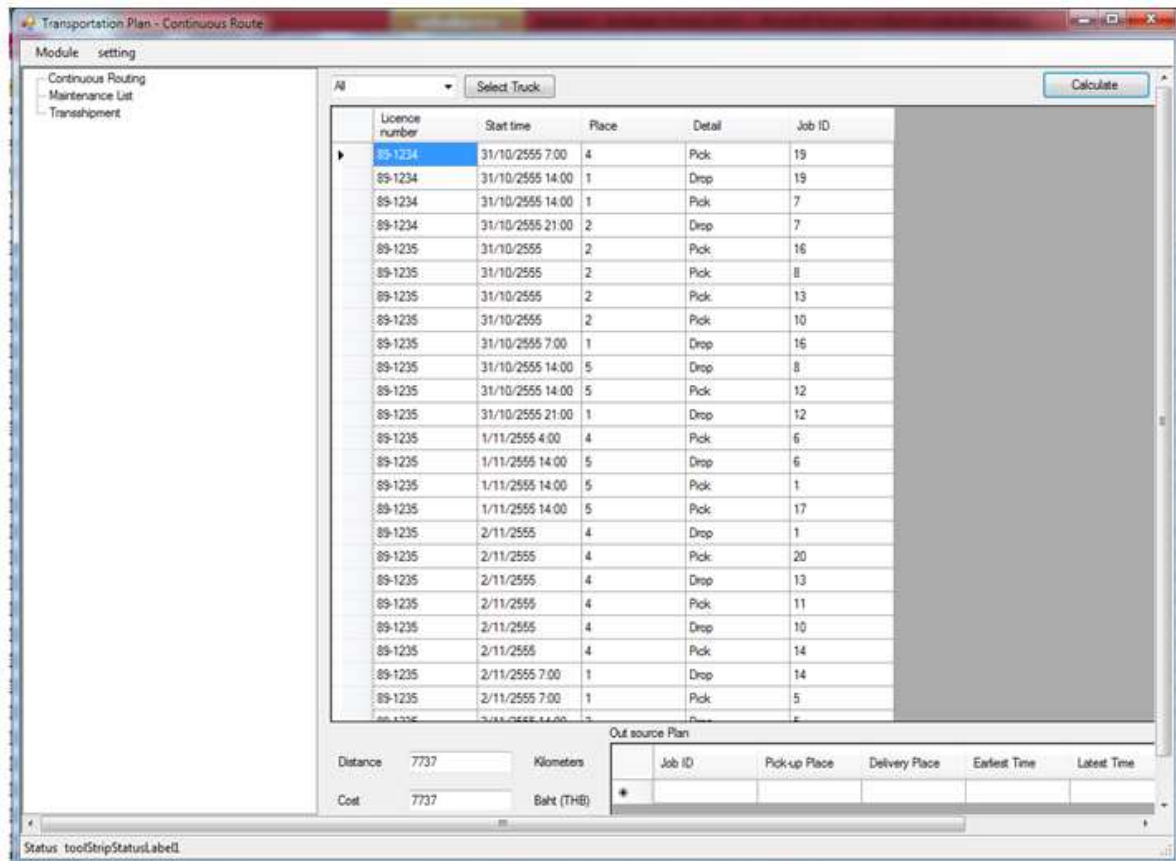 Transportation Plan - Continuous Route
Module setting
Continuous Routing
Maintenance List
Transshipment
All Select Truck Calculate
Licence number Start time Place Detail Job ID
89-1234 31/10/2555 7:00 4 Pick 19
89-1234 31/10/2555 14:00 1 Drop 19
89-1234 31/10/2555 14:00 1 Pick 7
89-1234 31/10/2555 21:00 2 Drop 7
89-1235 31/10/2555 2 Pick 16
89-1235 31/10/2555 2 Pick 8
89-1235 31/10/2555 2 Pick 13
89-1235 31/10/2555 2 Pick 10
89-1235 31/10/2555 7:00 1 Drop 16
89-1235 31/10/2555 14:00 5 Drop 8
89-1235 31/10/2555 14:00 5 Pick 12
89-1235 31/10/2555 21:00 1 Drop 12
89-1235 1/11/2555 4:00 4 Pick 6
89-1235 1/11/2555 14:00 5 Drop 6
89-1235 1/11/2555 14:00 5 Pick 1
89-1235 1/11/2555 14:00 5 Pick 17
89-1235 2/11/2555 4 Drop 1
89-1235 2/11/2555 4 Pick 20
89-1235 2/11/2555 4 Drop 13
89-1235 2/11/2555 4 Pick 11
89-1235 2/11/2555 4 Drop 10
89-1235 2/11/2555 4 Pick 14
89-1235 2/11/2555 7:00 1 Drop 14
89-1235 2/11/2555 7:00 1 Pick 5
Out source Plan
Distance 7737 Kilometers
Job ID Pick-up Place Delivery Place Earliest Time Latest Time
Cost 7737 Baht (THB)
Status toolStripStatusLabel1